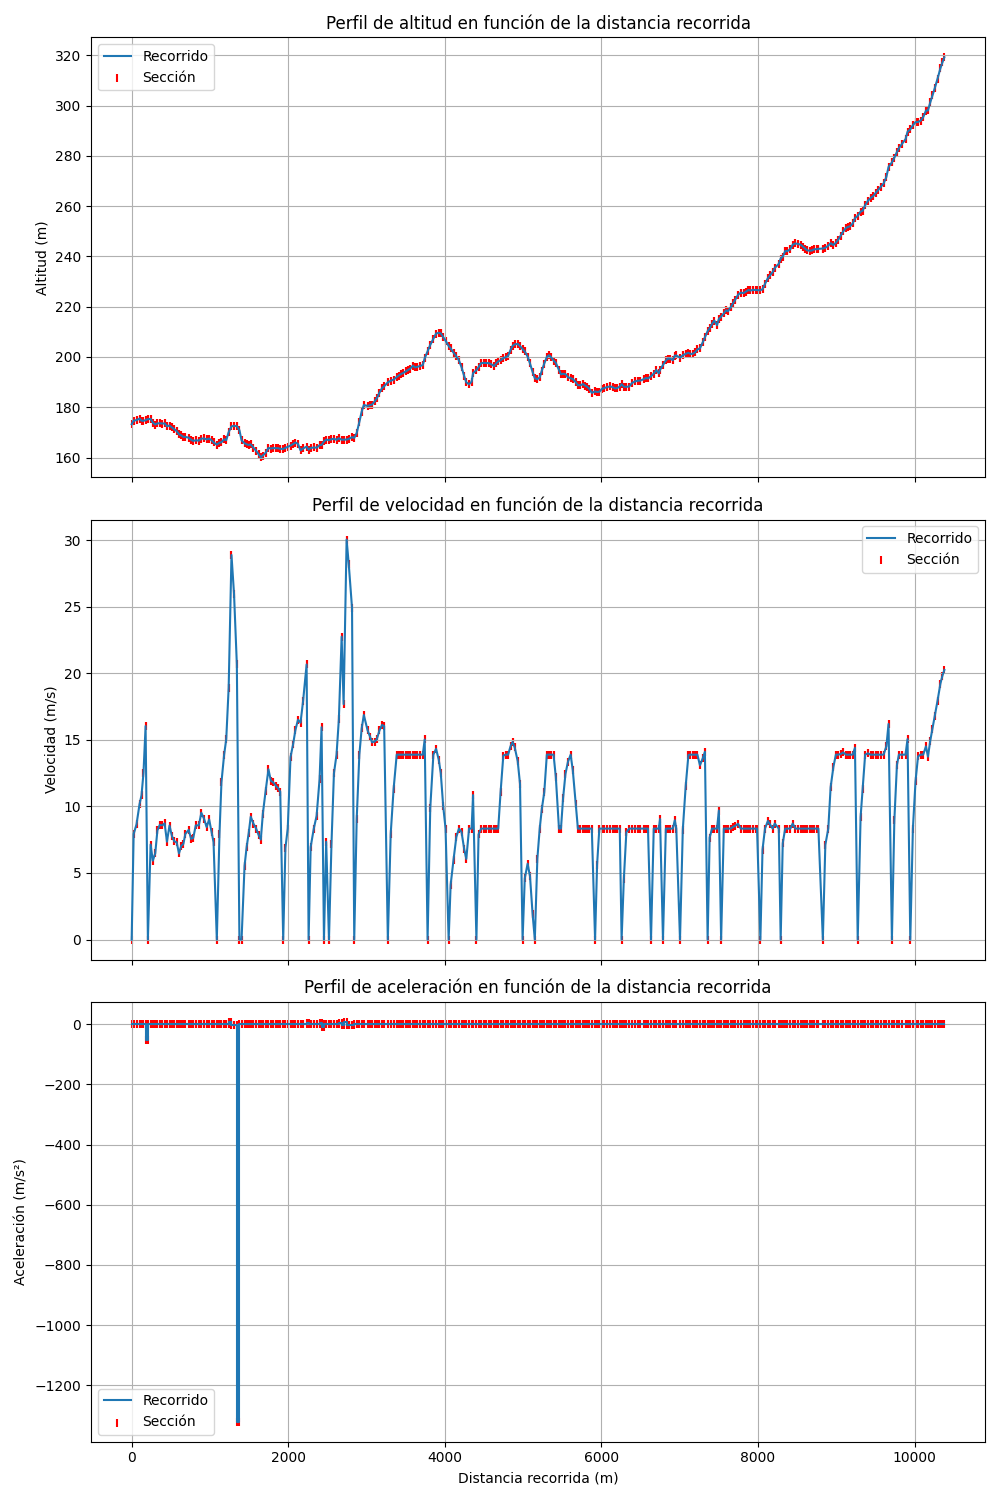 Perfil de altitud en función de la distancia recorrida
Altitud (m)
320
300
280
260
240
220
200
180
160
Recorrido
Sección
Perfil de velocidad en función de la distancia recorrida
Velocidad (m/s)
30
25
20
15
10
5
0
Recorrido
Sección
Perfil de aceleración en función de la distancia recorrida
Aceleración (m/s²)
0
−200
−400
−600
−800
−1000
−1200
Recorrido
Sección
0 2000 4000 6000 8000 10000
Distancia recorrida (m)